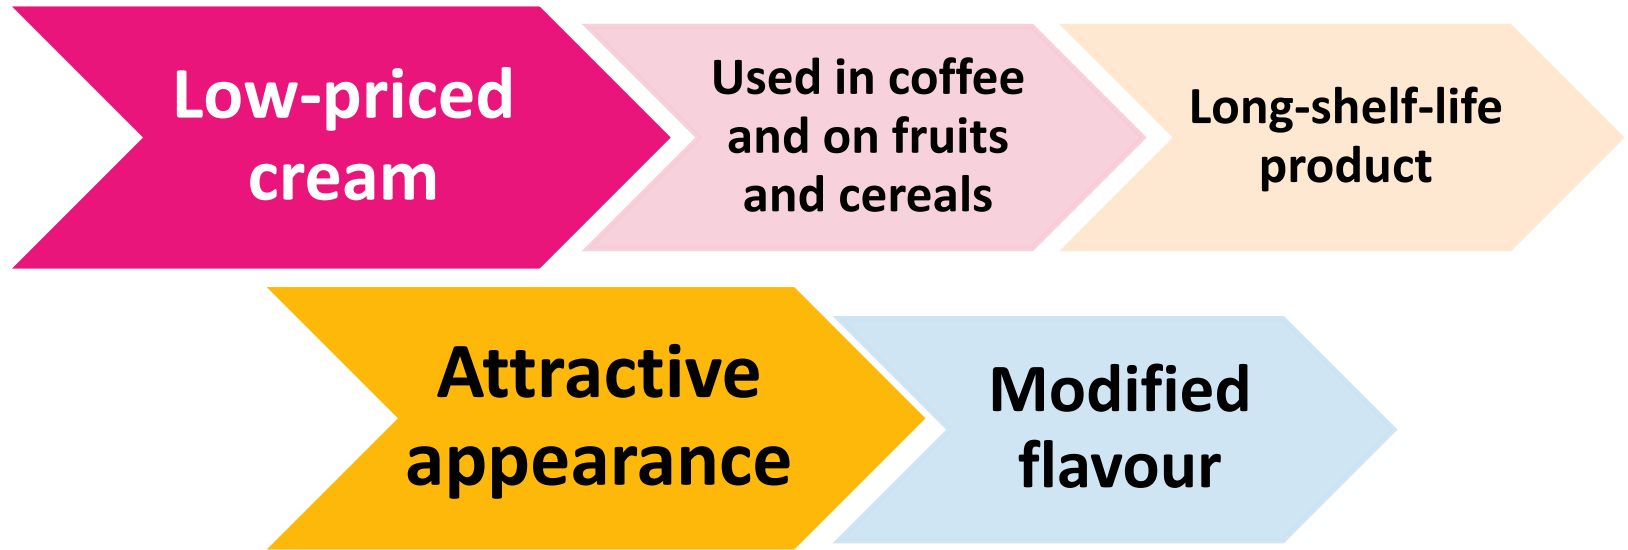 Low-priced
cream
Used in coffee
and on fruits
and cereals
Long-shelf-life
product
Attractive
appearance
Modified
flavour